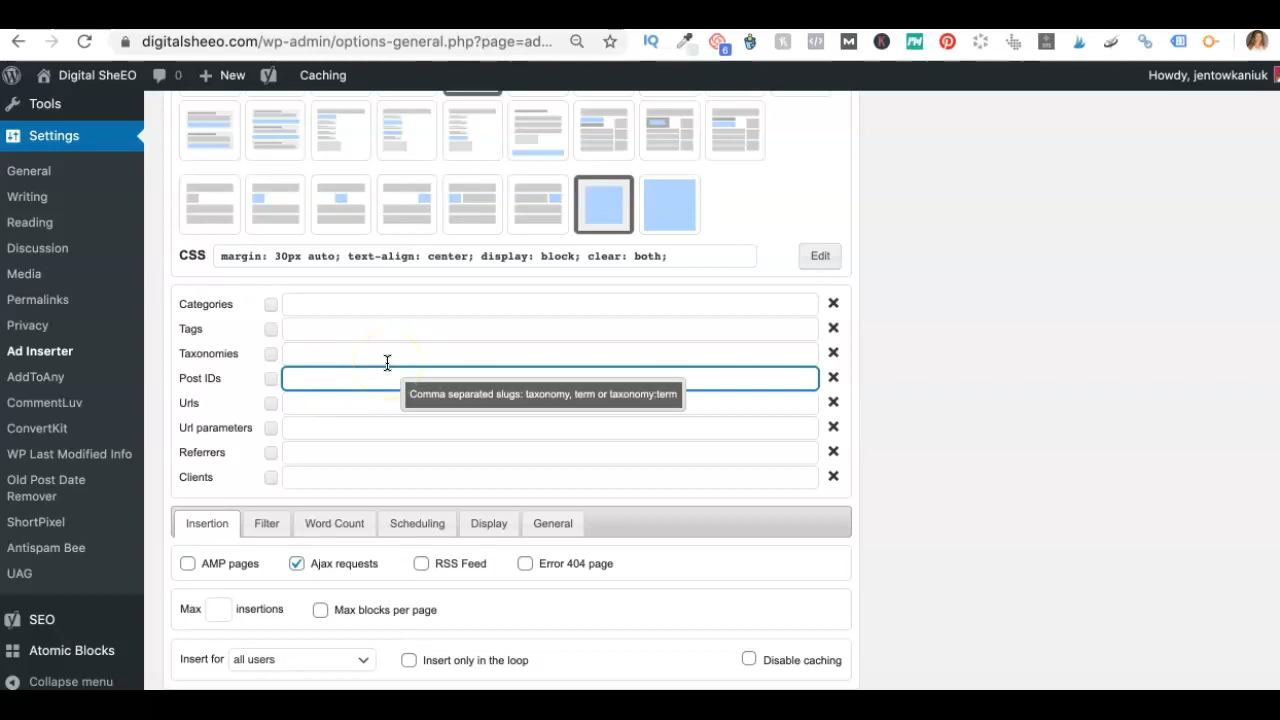 digitalsheeo.com/wp-admin/options-general.php?page=ad...
6
Digital SheEO
0
New
Caching
Howdy, jentowkaniuk
Tools
Settings
General
Writing
Reading
Discussion
Media
Permalinks
Privacy
Ad Inserter
AddToAny
CommentLuv
ConvertKit
WP Last Modified Info
Old Post Date
Remover
ShortPixel
Antispam Bee
UAG
SEO
Atomic Blocks
Collapse menu
CSS
margin: 30px auto; text-align: center; display: block; clear: both;
Edit
Categories
Tags
Taxonomies
Post IDs
Comma separated slugs: taxonomy, term or taxonomy:term
Urls
Url parameters
Referrers
Clients
Insertion
Filter
Word Count
Scheduling
Display
General
AMP pages
Ajax requests
RSS Feed
Error 404 page
Max
insertions
Max blocks per page
Insert for
all users
Insert only in the loop
Disable caching